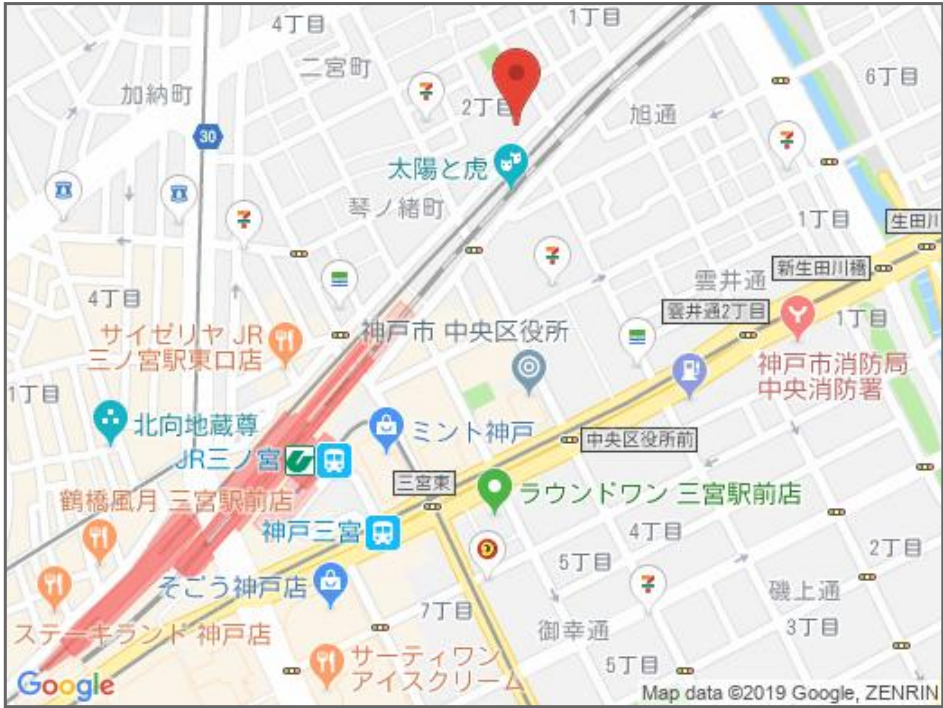 4丁目
1丁目
二宮町
加納町
2丁目
6丁目
旭通
30
太陽と虎
琴ノ緒町
1丁目
生田川
新生田川橋
雲井通
4丁目
雲井通2丁目
1丁目
サイゼリヤ JR
三ノ宮駅東口店
神戸市 中央区役所
神戸市消防局
中央消防署
1丁目
北向地蔵尊
ミント神戸
中央区役所前
JR三ノ宮
三宮東
鶴橋風月 三宮駅前店
ラウンドワン 三宮駅前店
神戸三宮
4丁目
5丁目
2丁目
そごう神戸店
7丁目
磯上通
ステーキランド 神戸店
御幸通
3丁目
サーティワン
アイスクリーム
5丁目
Google
Map data ©2019 Google, ZENRIN